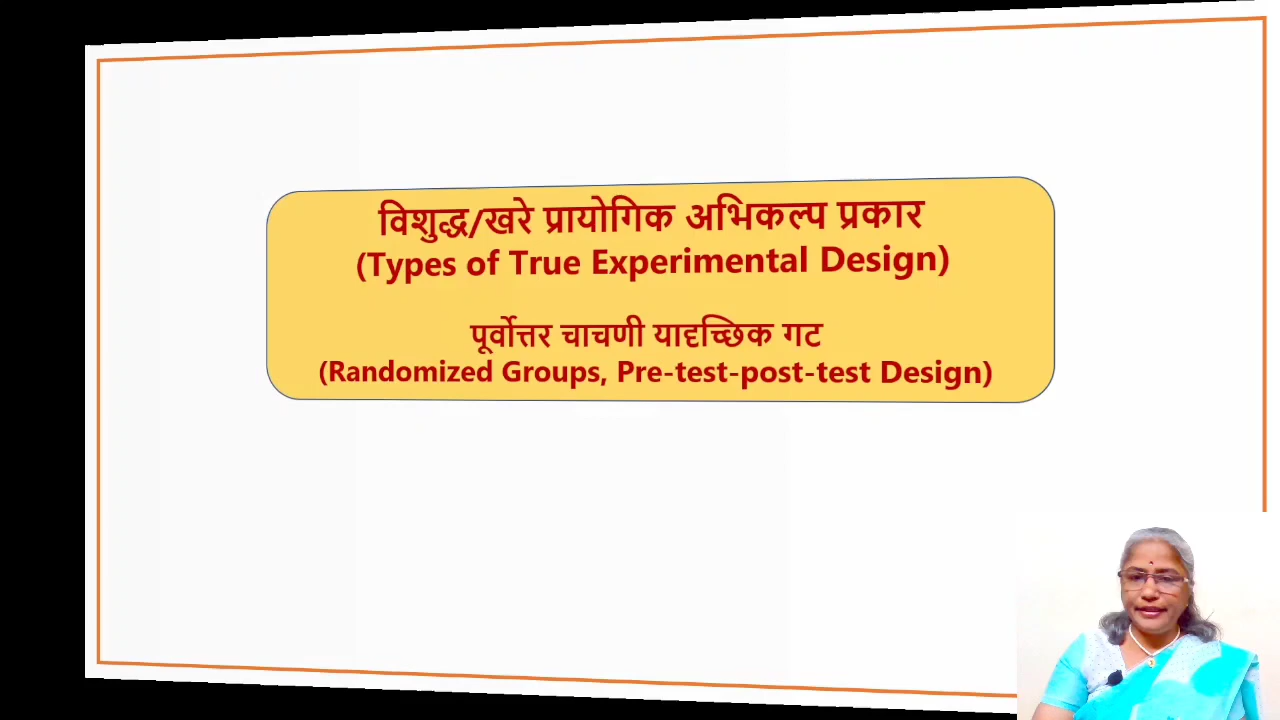 विशुद्ध/खरे प्रायोगिक अभिकल्प प्रकार
(Types of True Experimental Design)
पूर्वोत्तर चाचणी यादृच्छिक गट
(Randomized Groups, Pre-test-post-test Design)